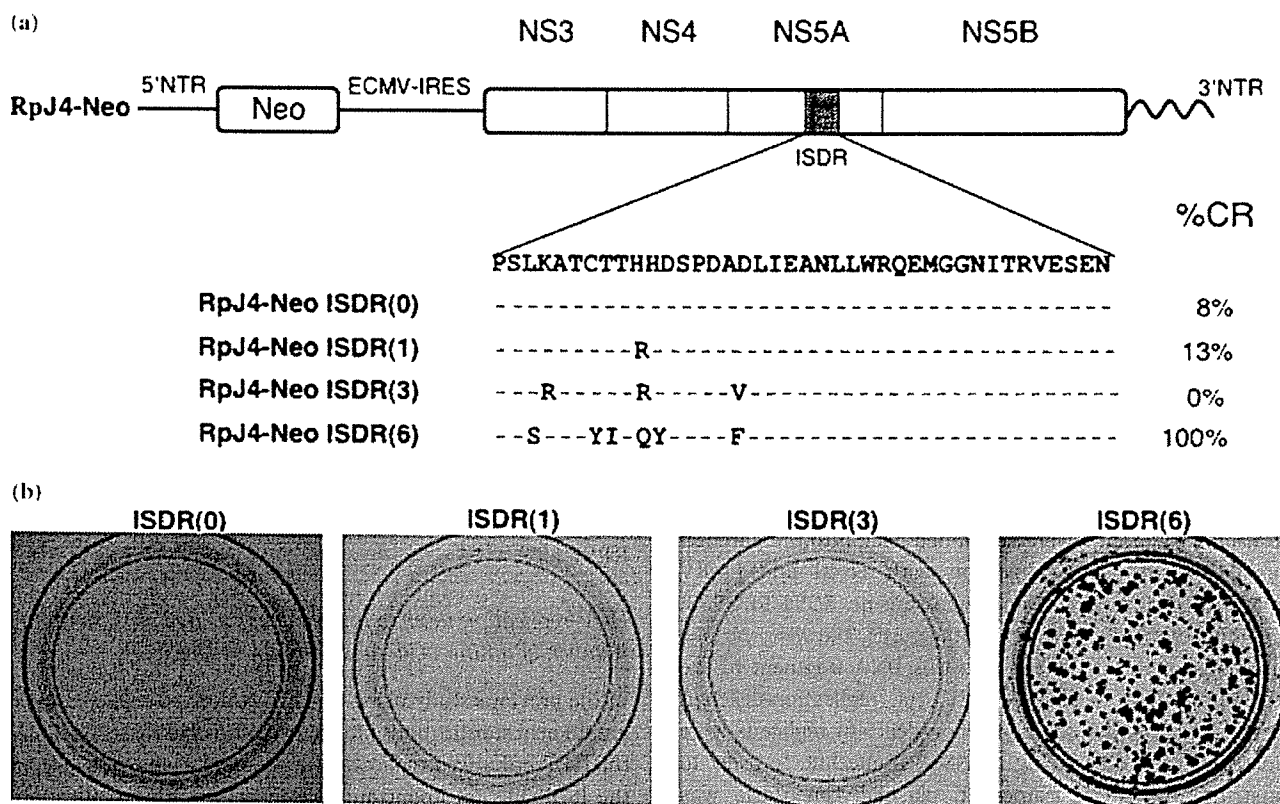 (a)
NS3 NS4 NS5A NS5B
5'NTR ECMV-IRES 3'NTR
RpJ4-Neo Neo
ISDR
%CR
PSLKATCTTHHDSPDADLIEANLLWRQEMGGNITRVESEN
RpJ4-Neo ISDR(0) ---------------------------------------- 8%
RpJ4-Neo ISDR(1) ---------R------------------------------ 13%
RpJ4-Neo ISDR(3) ---R-----R-----V------------------------ 0%
RpJ4-Neo ISDR(6) --S---YI-QY----F------------------------ 100%
(b)
ISDR(0) ISDR(1) ISDR(3) ISDR(6)